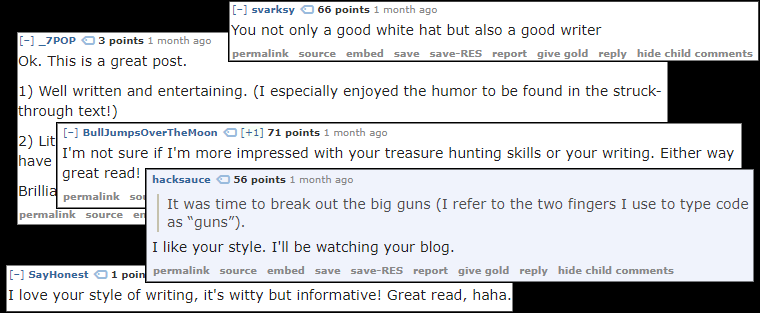 [–] svarksy 66 points 1 month ago
You not only a good white hat but also a good writer
permalink source embed save save-RES report give gold reply hide child comments
[–] _7POP 3 points 1 month ago
Ok. This is a great post.
1) Well written and entertaining. (I especially enjoyed the humor to be found in the struck-
through text!)
2) Lit
have
Brillia
permalink source em
[–] BullJumpsOverTheMoon [+1] 71 points 1 month ago
I'm not sure if I'm more impressed with your treasure hunting skills or your writing. Either way
great read!
permalink sou
hacksauce 56 points 1 month ago
It was time to break out the big guns (I refer to the two fingers I use to type code
as “guns”).
I like your style. I'll be watching your blog.
permalink source embed save save-RES report give gold reply hide child comments
[–] SayHonest 1 poin
I love your style of writing, it's witty but informative! Great read, haha.